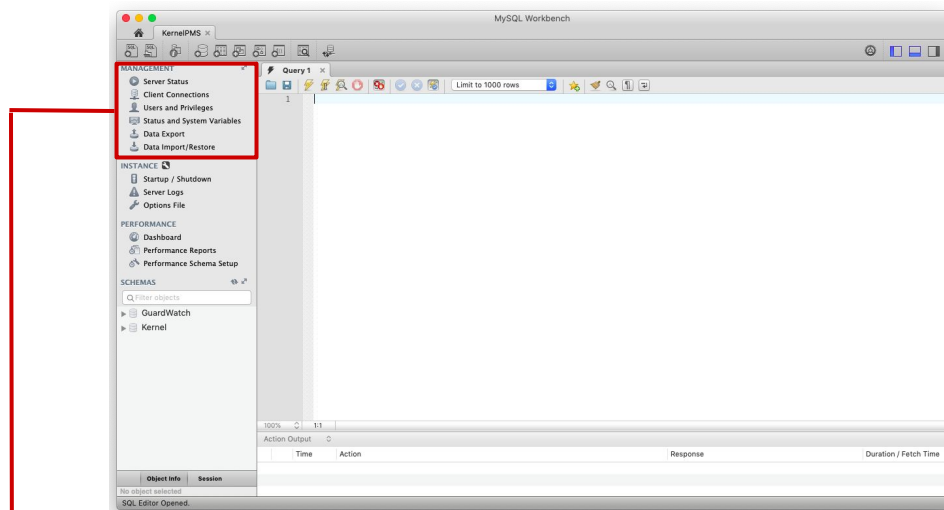 MySQL Workbench
KernelPMS ×
MANAGEMENT
Server Status
Client Connections
Users and Privileges
Status and System Variables
Data Export
Data Import/Restore
INSTANCE
Startup / Shutdown
Server Logs
Options File
PERFORMANCE
Dashboard
Performance Reports
Performance Schema Setup
SCHEMAS
Filter objects
GuardWatch
Kernel
Object Info Session
No object selected
SQL Editor Opened.
Query 1 ×
Limit to 1000 rows
1
100% 1:1
Action Output
Time Action Response Duration / Fetch Time